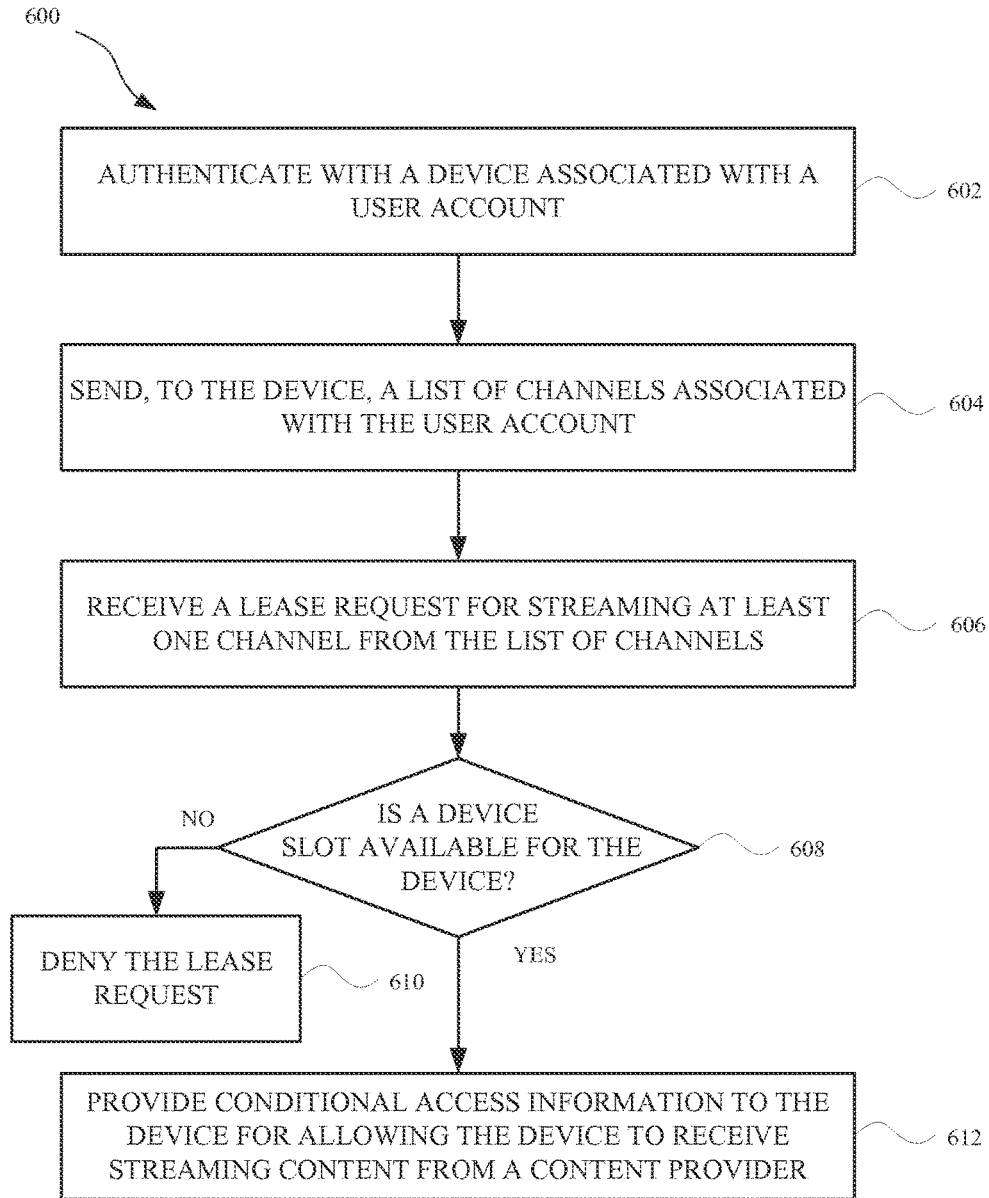 600
AUTHENTICATE WITH A DEVICE ASSOCIATED WITH A
USER ACCOUNT
602
SEND, TO THE DEVICE, A LIST OF CHANNELS ASSOCIATED
WITH THE USER ACCOUNT
604
RECEIVE A LEASE REQUEST FOR STREAMING AT LEAST
ONE CHANNEL FROM THE LIST OF CHANNELS
606
IS A DEVICE
SLOT AVAILABLE FOR THE
DEVICE?
608
NO
YES
DENY THE LEASE
REQUEST
610
PROVIDE CONDITIONAL ACCESS INFORMATION TO THE
DEVICE FOR ALLOWING THE DEVICE TO RECEIVE
STREAMING CONTENT FROM A CONTENT PROVIDER
612